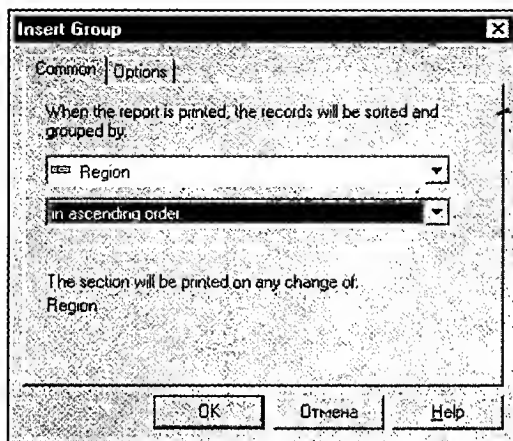 Insert Group
Common Options
When the report is printed, the records will be sorted and
grouped by:
Region
in ascending order.
The section will be printed on any change of:
Region
OK Отмена Help